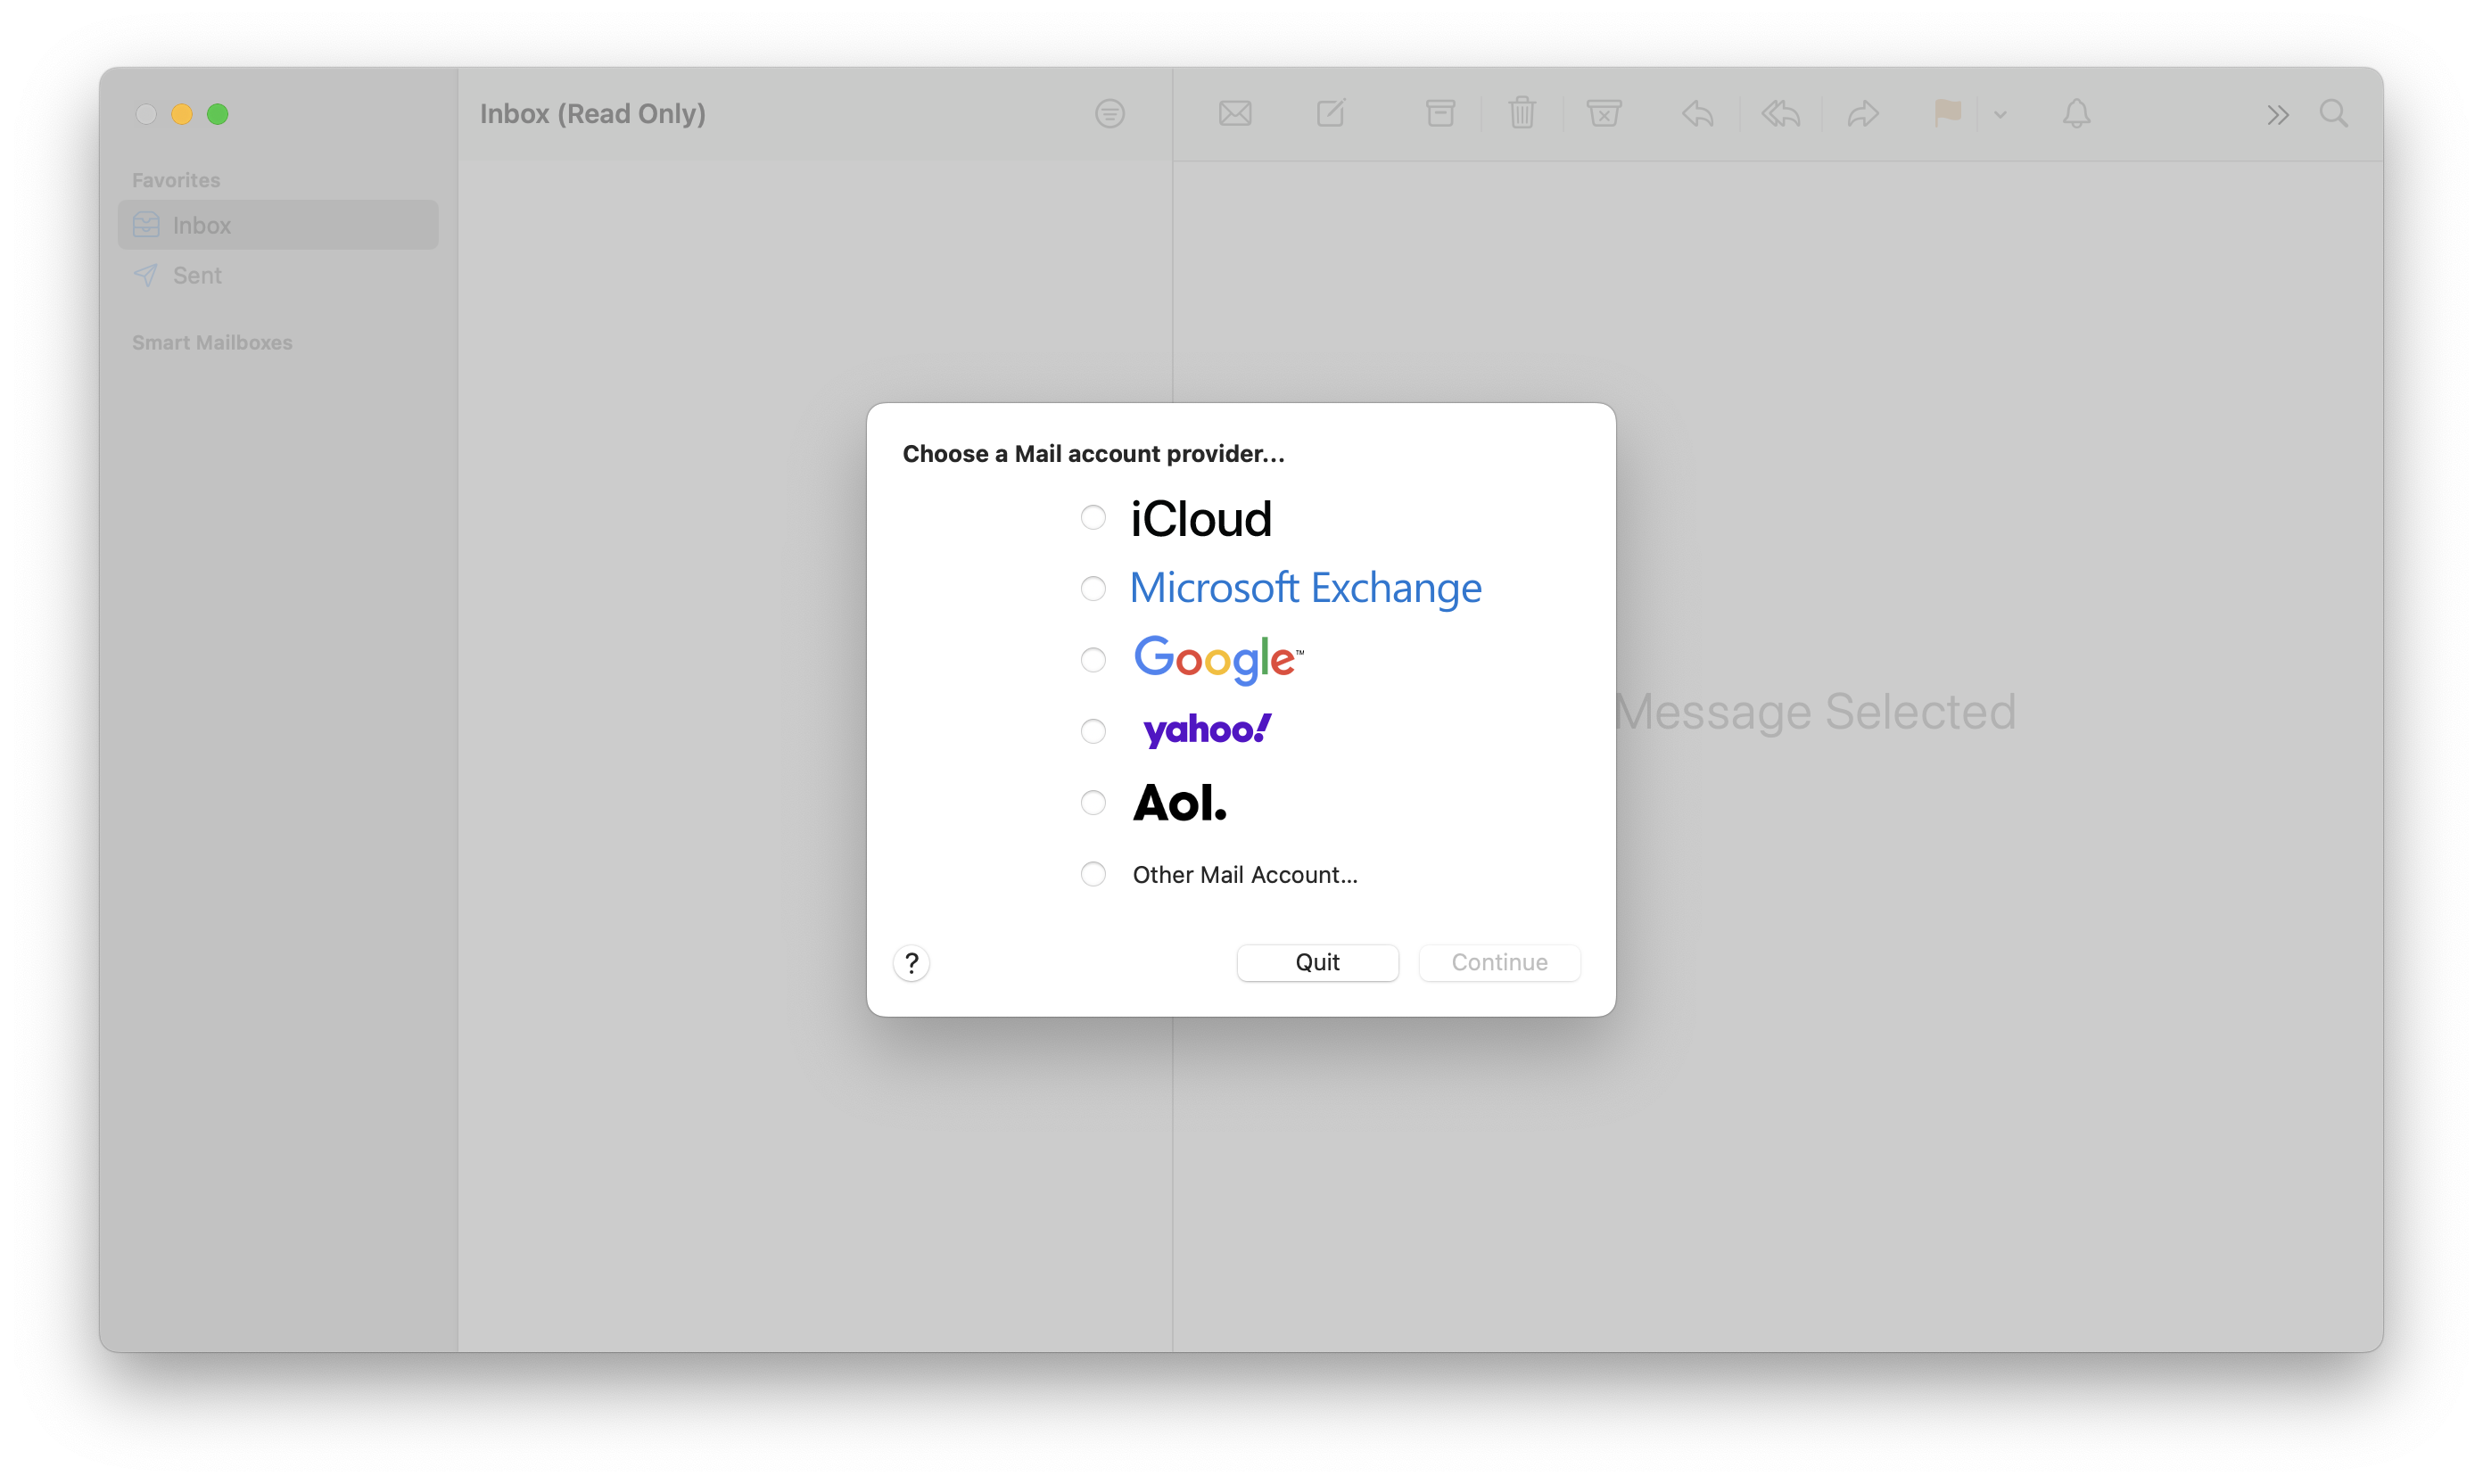 Inbox (Read Only)
Favorites
Inbox
Sent
Smart Mailboxes
Message Selected
Choose a Mail account provider...
iCloud
Microsoft Exchange
Google™
yahoo!
Aol.
Other Mail Account...
?
Quit
Continue